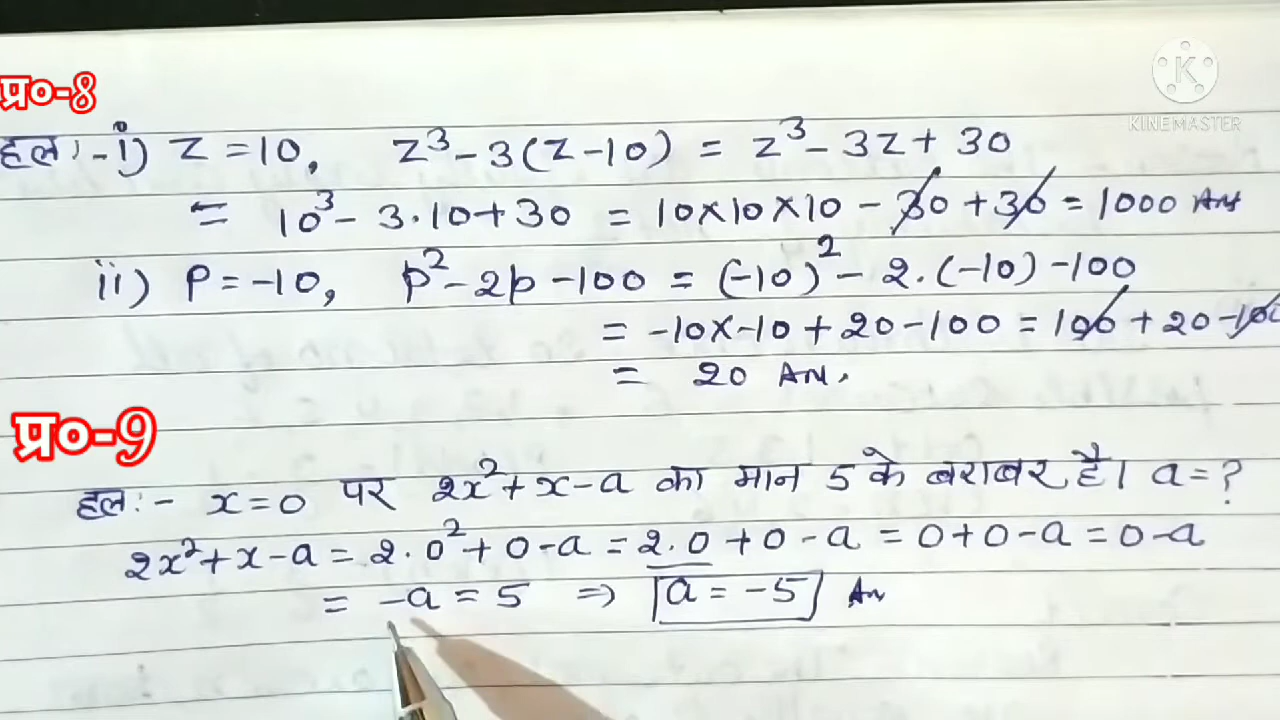 KINEMASTER
प्र०-8
हल:- i) z = 10, z³ - 3(z - 10) = z³ - 3z + 30
= 10³ - 3·10 + 30 = 10×10×10 - 30 + 30 = 1000 Ans
ii) P = -10, p² - 2p - 100 = (-10)² - 2·(-10) - 100
= -10×-10 + 20 - 100 = 100 + 20 - 100
= 20 An.
प्र०-9
हल:- x = 0 पर 2x² + x - a का मान 5 के बराबर है। a = ?
2x² + x - a = 2·0² + 0 - a = 2·0 + 0 - a = 0 + 0 - a = 0 - a
= -a = 5 ⇒ a = -5 An